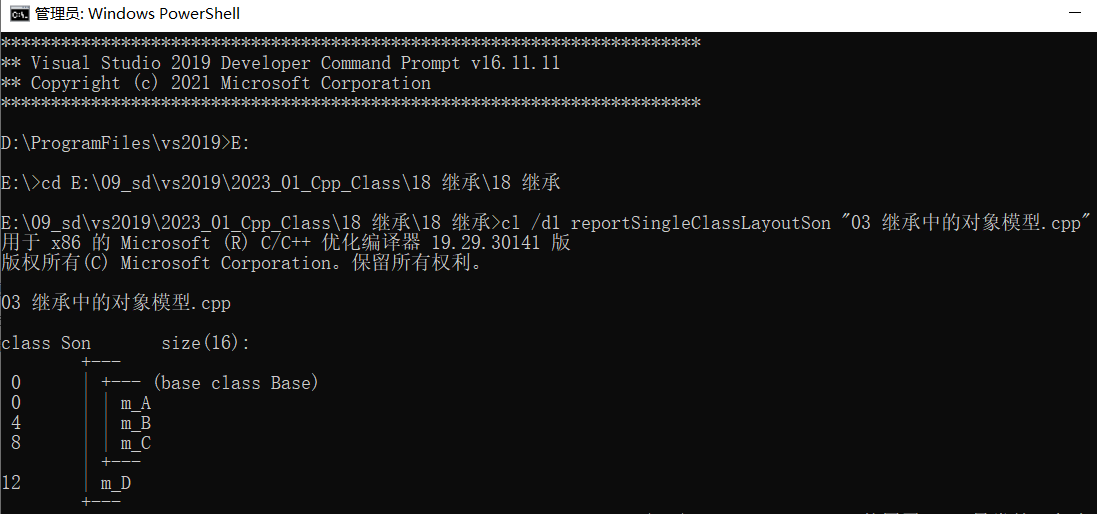 管理员: Windows PowerShell
**********************************************************************
** Visual Studio 2019 Developer Command Prompt v16.11.11
** Copyright (c) 2021 Microsoft Corporation
**********************************************************************
D:\ProgramFiles\vs2019>E:
E:\>cd E:\09_sd\vs2019\2023_01_Cpp_Class\18 继承\18 继承
E:\09_sd\vs2019\2023_01_Cpp_Class\18 继承\18 继承>cl /d1 reportSingleClassLayoutSon "03 继承中的对象模型.cpp"
用于 x86 的 Microsoft (R) C/C++ 优化编译器 19.29.30141 版
版权所有(C) Microsoft Corporation。保留所有权利。
03 继承中的对象模型.cpp
class Son       size(16):
        +---
 0      | +--- (base class Base)
 0      | | m_A
 4      | | m_B
 8      | | m_C
        | +---
12      | m_D
        +---